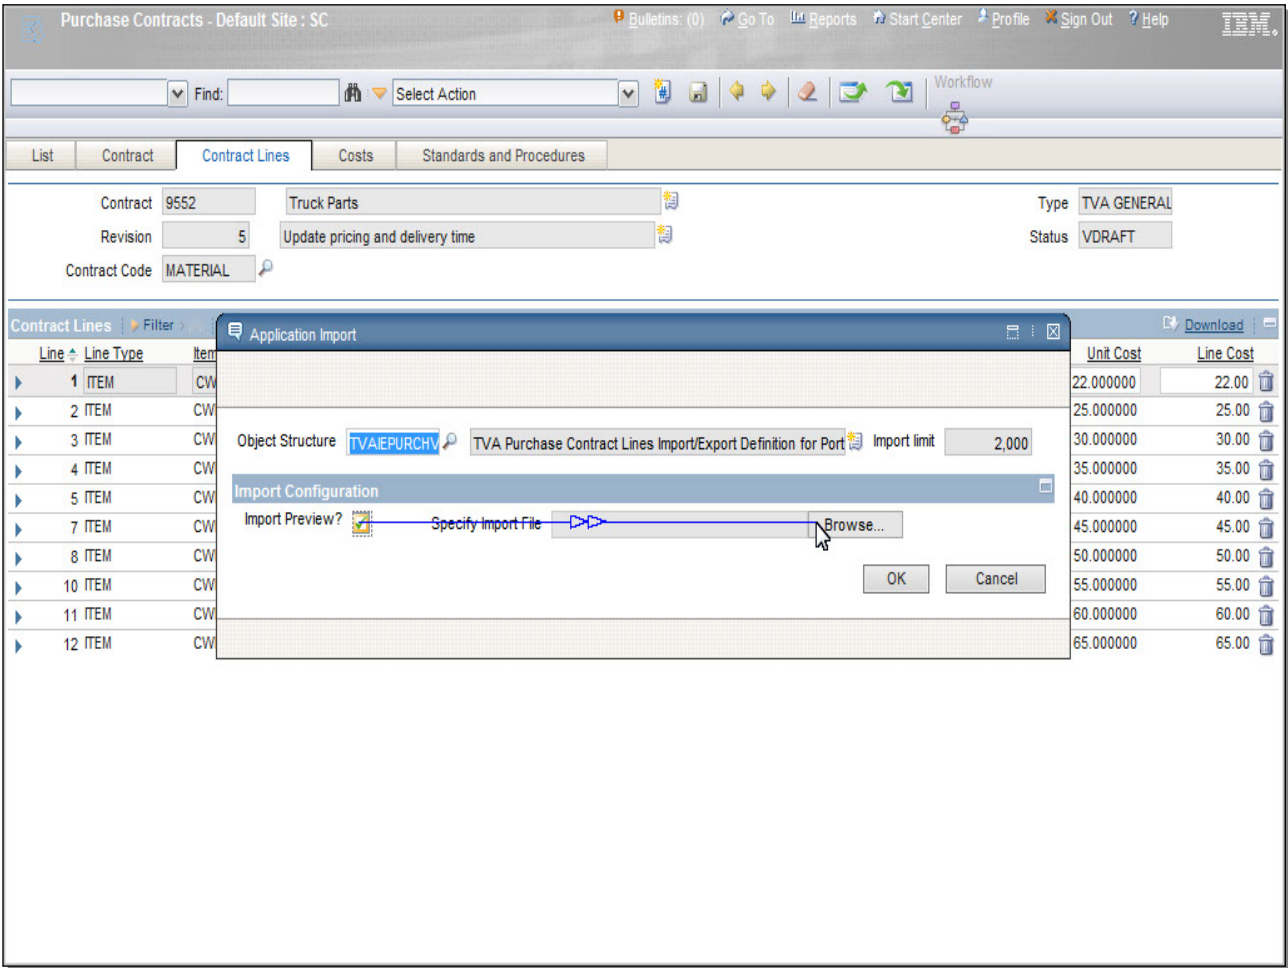 Purchase Contracts - Default Site : SC
Bulletins: (0) Go To Reports Start Center Profile Sign Out ? Help IBM.
Find: Select Action Workflow
List Contract Contract Lines Costs Standards and Procedures
Contract 9552 Truck Parts Type TVA GENERAL
Revision 5 Update pricing and delivery time Status VDRAFT
Contract Code MATERIAL
Contract Lines Filter Download
Line Line Type Item Unit Cost Line Cost
1 ITEM CW 22.000000 22.00
2 ITEM CW 25.000000 25.00
3 ITEM CW 30.000000 30.00
4 ITEM CW 35.000000 35.00
5 ITEM CW 40.000000 40.00
7 ITEM CW 45.000000 45.00
8 ITEM CW 50.000000 50.00
10 ITEM CW 55.000000 55.00
11 ITEM CW 60.000000 60.00
12 ITEM CW 65.000000 65.00
Application Import
Object Structure TVAIEPURCHV TVA Purchase Contract Lines Import/Export Definition for Port Import limit 2,000
Import Configuration
Import Preview? Specify Import File Browse...
OK Cancel